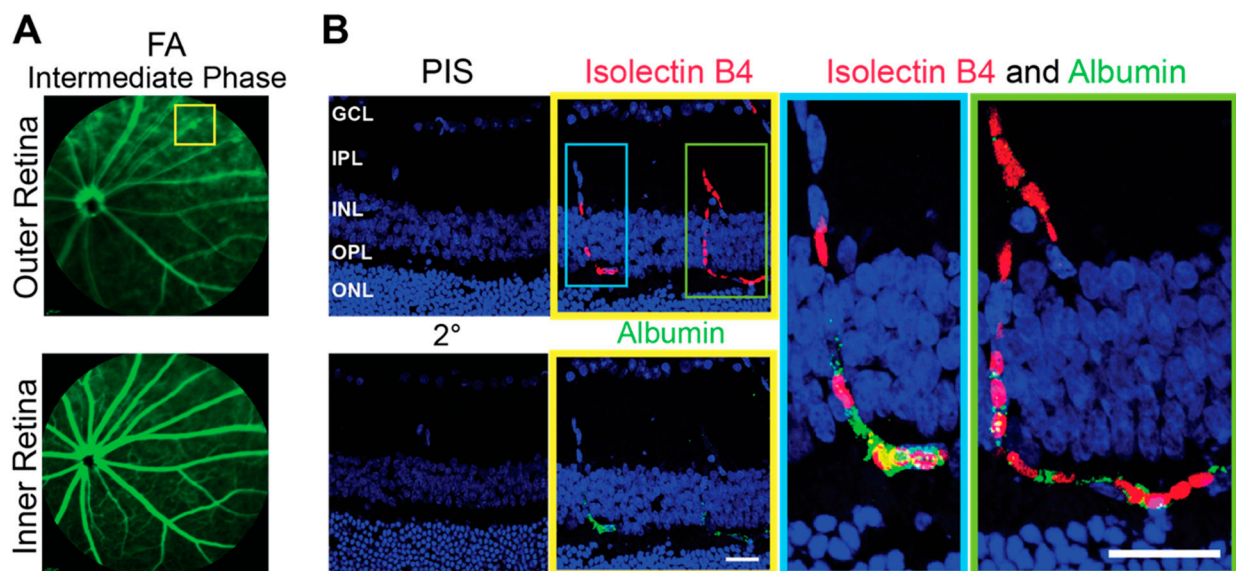 A
B
FA
Intermediate Phase
PIS
Isolectin B4
Isolectin B4 and Albumin
Outer Retina
GCL
IPL
INL
OPL
ONL
2°
Albumin
Inner Retina